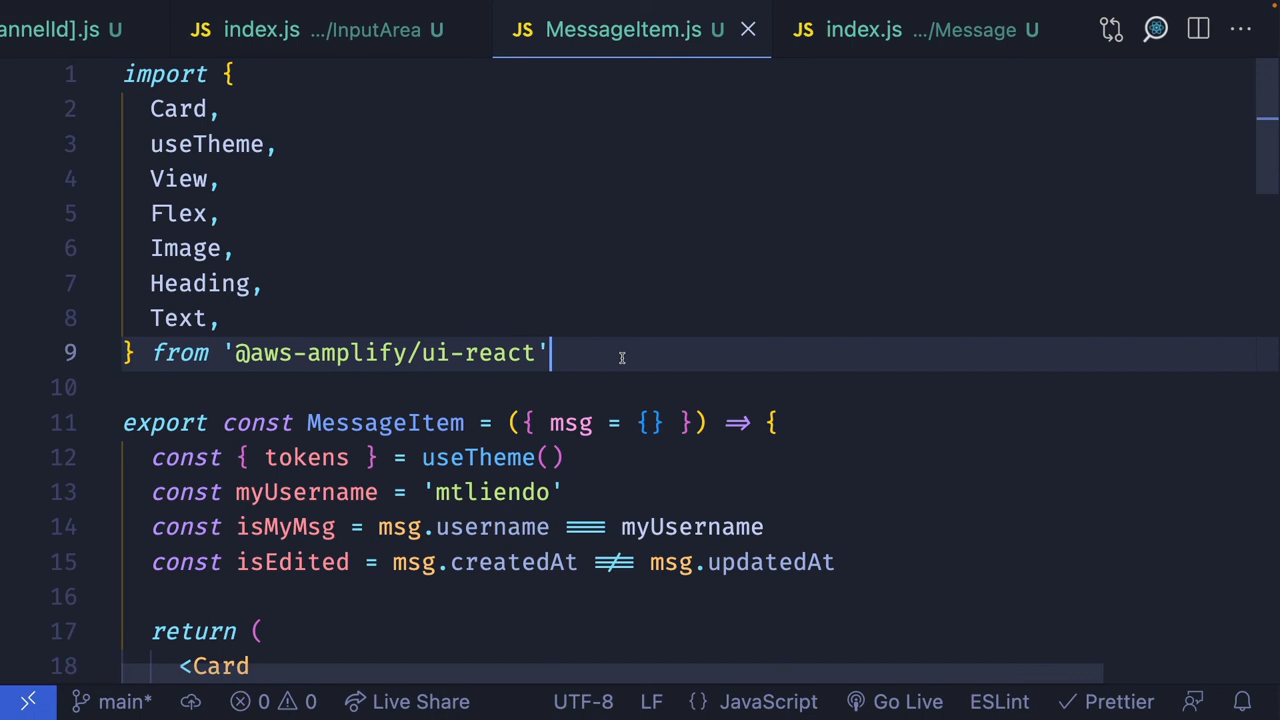 annelId].js U JS index.js .../InputArea U JS MessageItem.js U JS index.js .../Message U
1 import {
2 Card,
3 useTheme,
4 View,
5 Flex,
6 Image,
7 Heading,
8 Text,
9 } from '@aws-amplify/ui-react'
10
11 export const MessageItem = ({ msg = {} }) => {
12 const { tokens } = useTheme()
13 const myUsername = 'mtliendo'
14 const isMyMsg = msg.username === myUsername
15 const isEdited = msg.createdAt !== msg.updatedAt
16
17 return (
18 <Card
main* 0 0 Live Share UTF-8 LF {} JavaScript Go Live ESLint Prettier